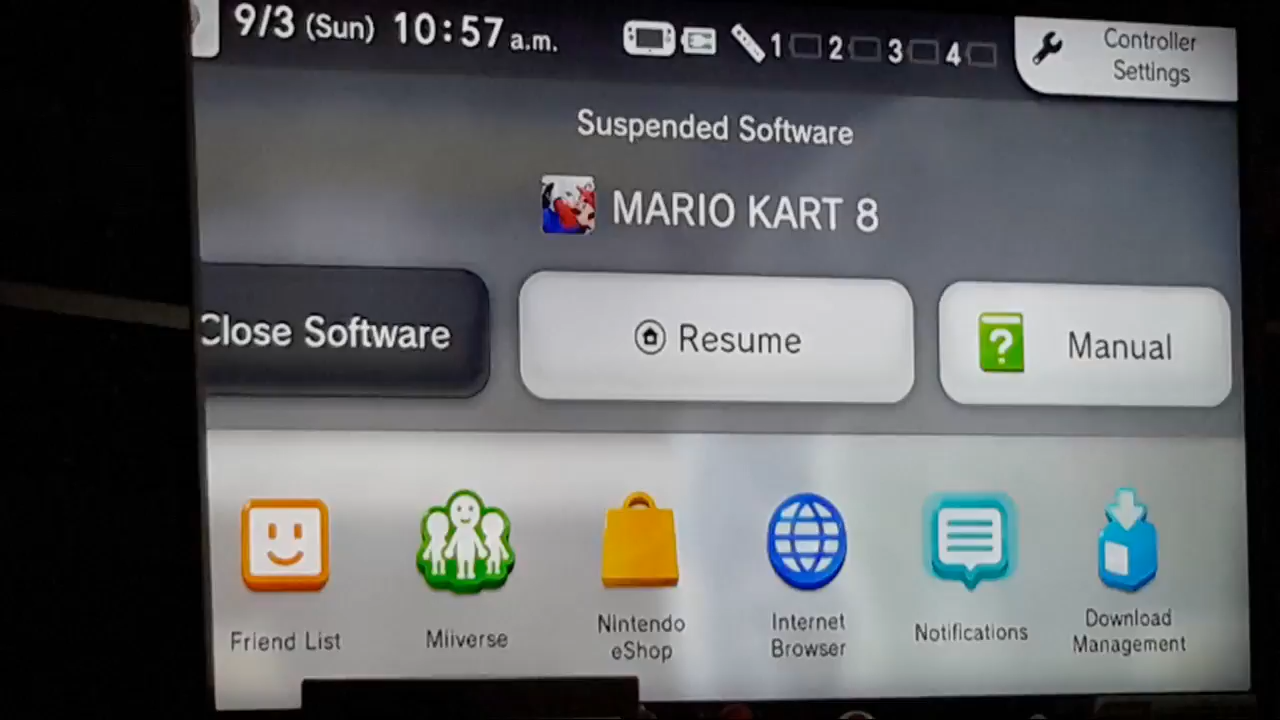 9/3 (Sun) 10:57 a.m.
1 2 3 4
Controller
Settings
Suspended Software
MARIO KART 8
Close Software
Resume
? Manual
Friend List
Miiverse
Nintendo
eShop
Internet
Browser
Notifications
Download
Management